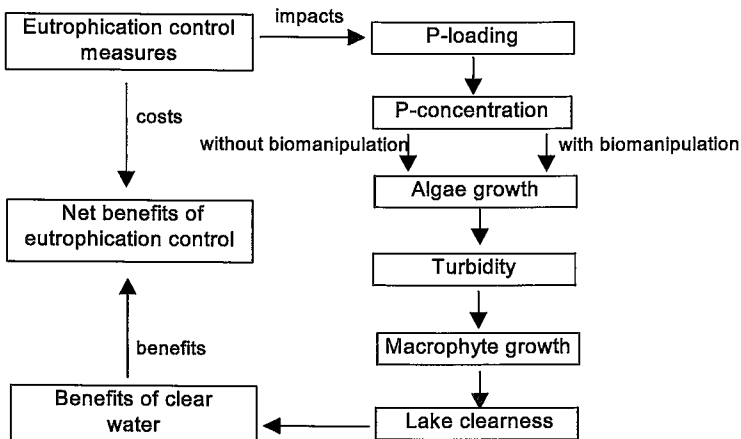 Eutrophication control
measures
impacts
P-loading
P-concentration
costs
without biomanipulation
with biomanipulation
Algae growth
Net benefits of
eutrophication control
Turbidity
benefits
Macrophyte growth
Benefits of clear
water
Lake clearness